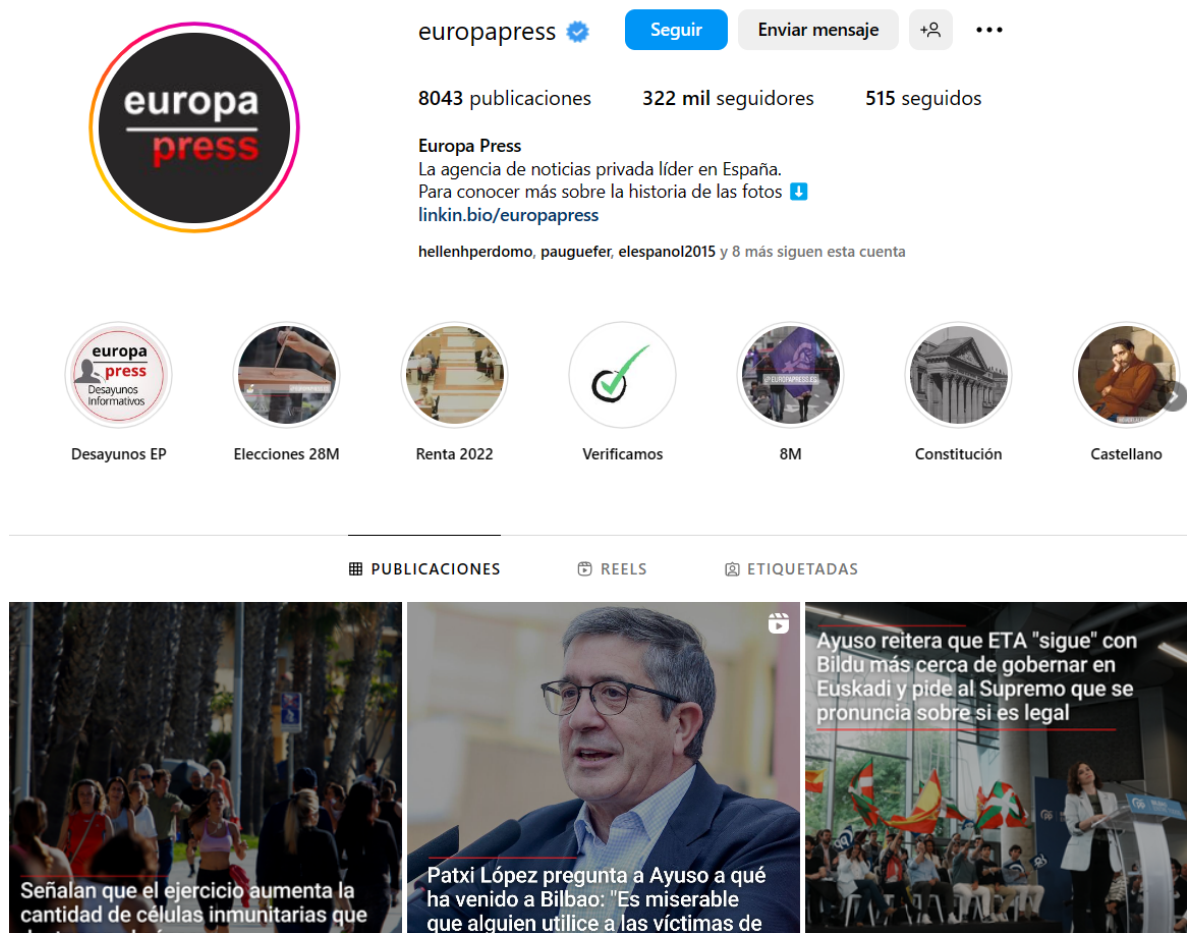 europapress
Seguir
Enviar mensaje
europa
press
8043 publicaciones
322 mil seguidores
515 seguidos
Europa Press
La agencia de noticias privada líder en España.
Para conocer más sobre la historia de las fotos
linkin.bio/europapress
hellenhperdomo, pauguefer, elespanol2015 y 8 más siguen esta cuenta
europa
press
Desayunos
Informativos
EUROPAPRESS.ES
Desayunos EP
Elecciones 28M
Renta 2022
Verificamos
8M
Constitución
Castellano
PUBLICACIONES
REELS
ETIQUETADAS
Señalan que el ejercicio aumenta la
cantidad de células inmunitarias que
Patxi López pregunta a Ayuso a qué
ha venido a Bilbao: "Es miserable
que alguien utilice a las víctimas de
Ayuso reitera que ETA "sigue" con
Bildu más cerca de gobernar en
Euskadi y pide al Supremo que se
pronuncia sobre si es legal